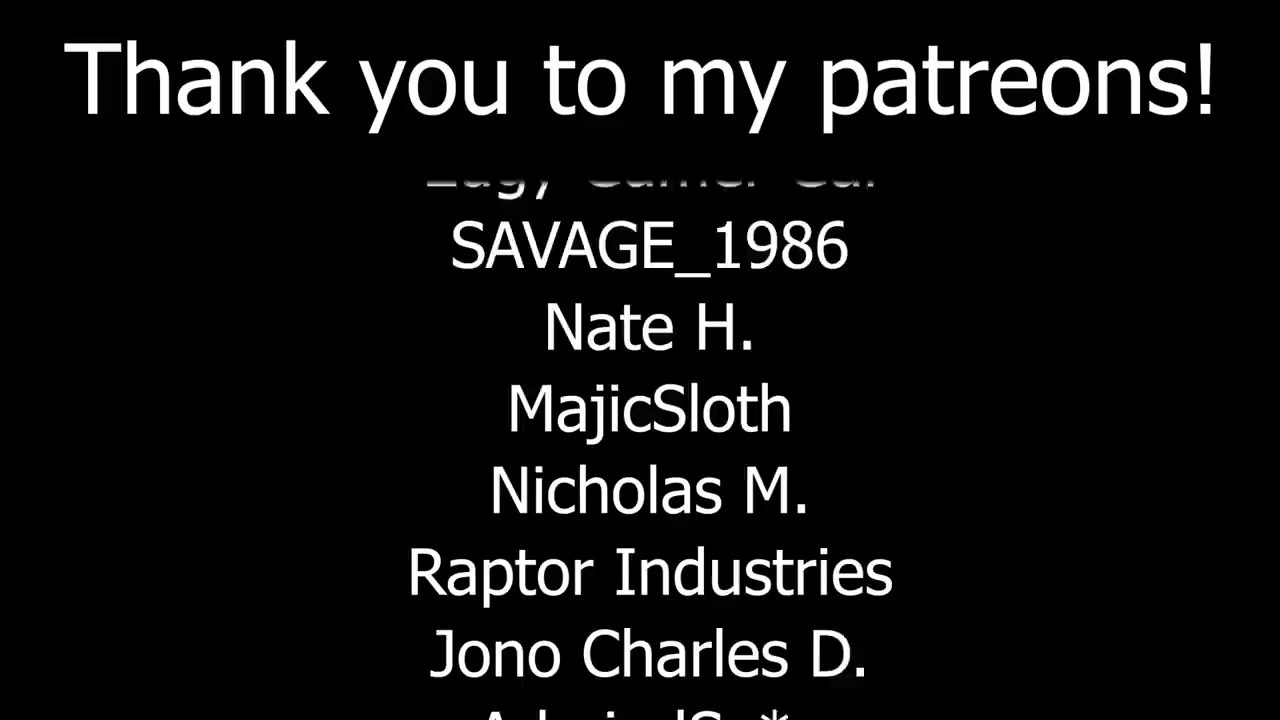 Thank you to my patreons!
SAVAGE_1986
Nate H.
MajicSloth
Nicholas M.
Raptor Industries
Jono Charles D.